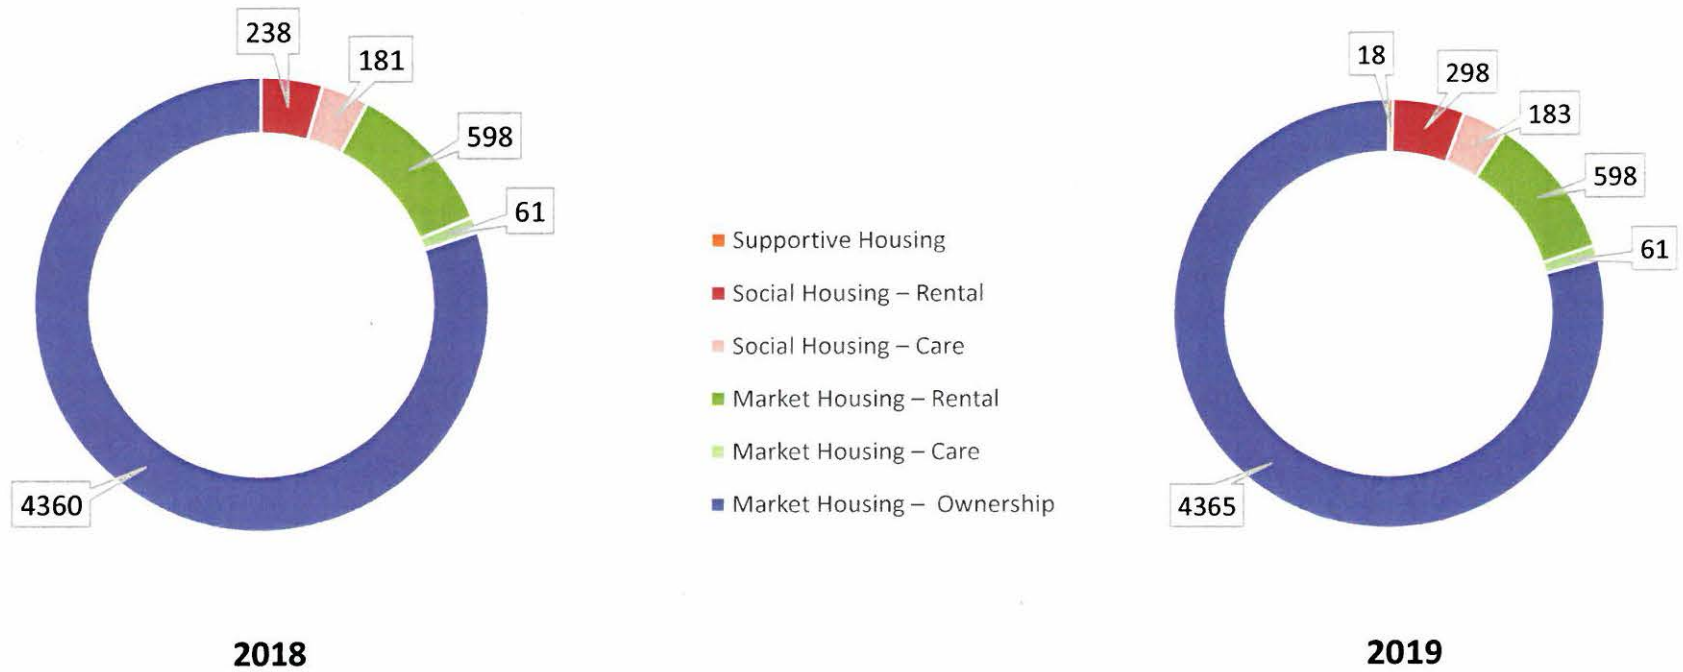 238
181
598
61
4360
2018
Supportive Housing
Social Housing – Rental
Social Housing – Care
Market Housing – Rental
Market Housing – Care
Market Housing – Ownership
18
298
183
598
61
4365
2019